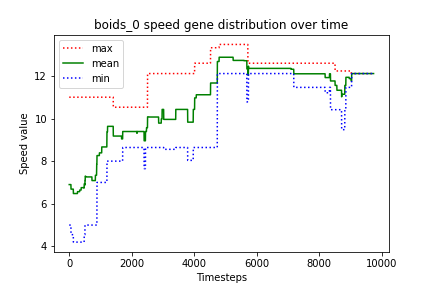 boids_0 speed gene distribution over time
max
mean
min
12
10
8
6
4
Speed value
0
2000
4000
6000
8000
10000
Timesteps